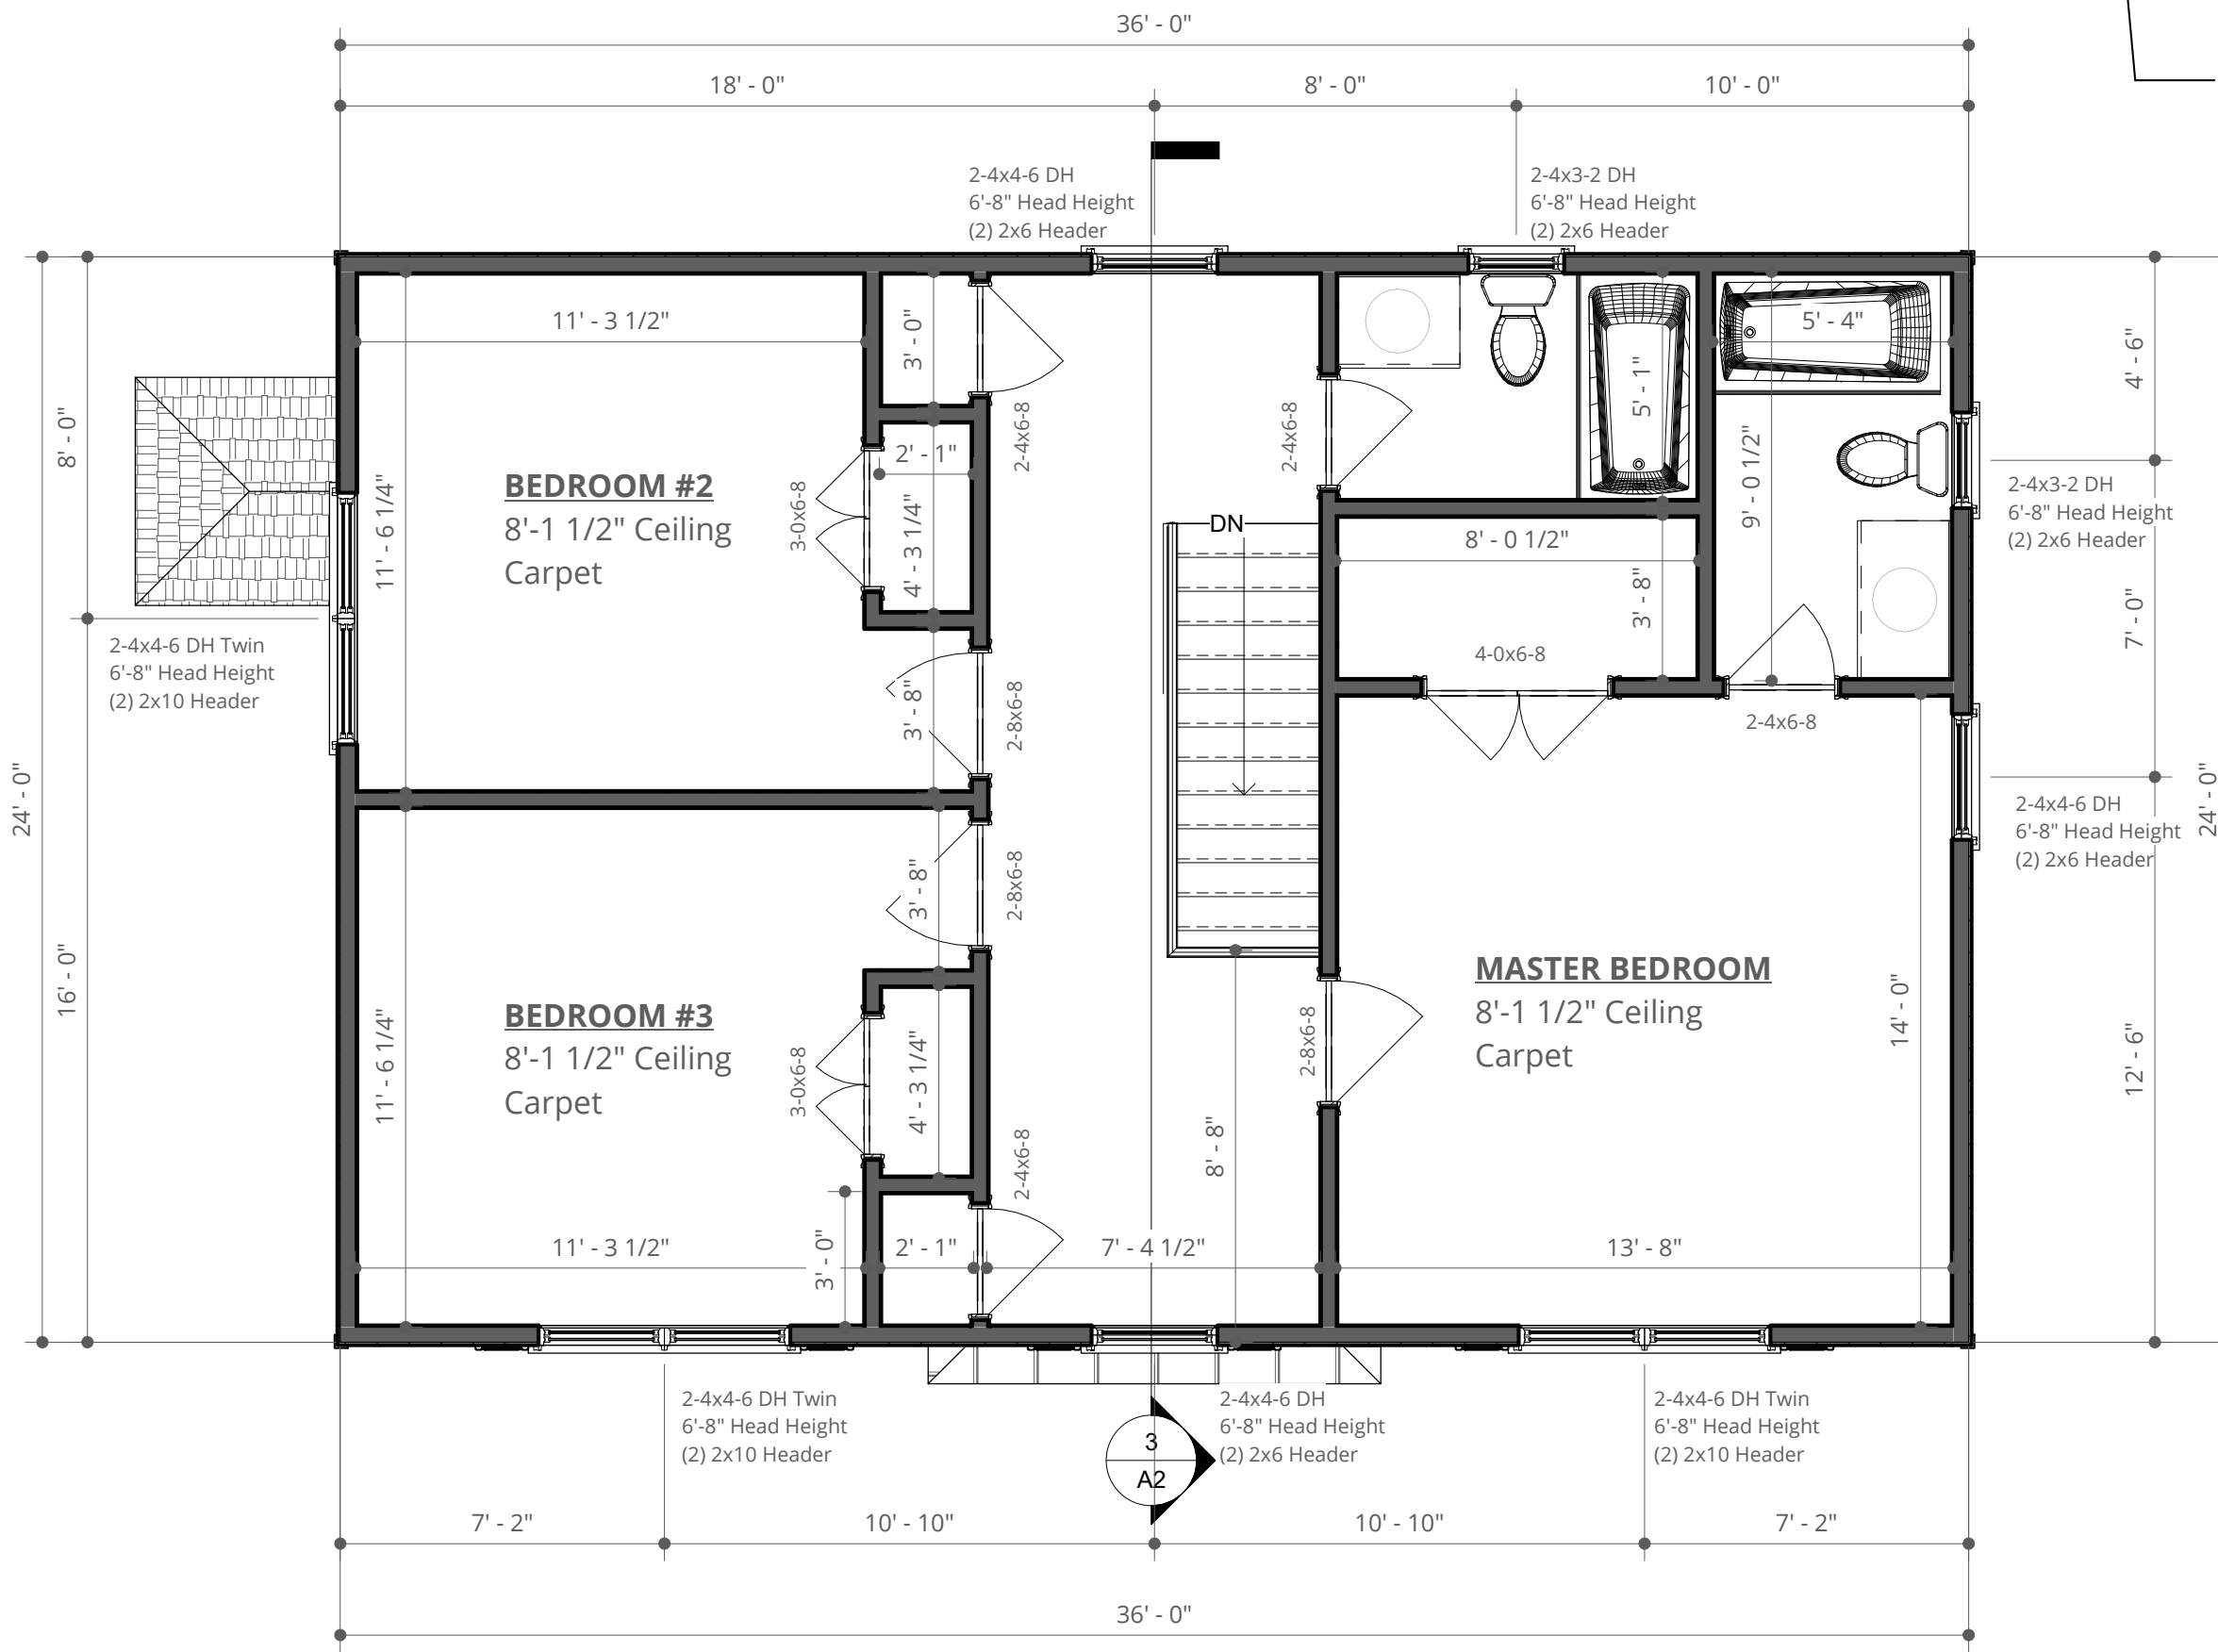 36' - 0"
18' - 0"
8' - 0"
10' - 0"
2-4x4-6 DH
6'-8" Head Height
(2) 2x6 Header
2-4x3-2 DH
6'-8" Head Height
(2) 2x6 Header
11' - 3 1/2"
3' - 0"
5' - 4"
4' - 6"
8' - 0"
5' - 1"
2-4x6-8
2-4x6-8
2' - 1"
9' - 0 1/2"
BEDROOM #2
8'-1 1/2" Ceiling
Carpet
11' - 6 1/4"
3-0x6-8
4' - 3 1/4"
DN
8' - 0 1/2"
2-4x3-2 DH
6'-8" Head Height
(2) 2x6 Header
3' - 8"
7' - 0"
2-4x4-6 DH Twin
6'-8" Head Height
(2) 2x10 Header
4-0x6-8
3' - 8"
2-8x6-8
2-4x6-8
24' - 0"
24' - 0"
2-4x4-6 DH
6'-8" Head Height
(2) 2x6 Header
3' - 8"
2-8x6-8
16' - 0"
BEDROOM #3
8'-1 1/2" Ceiling
Carpet
11' - 6 1/4"
3-0x6-8
4' - 3 1/4"
2-8x6-8
MASTER BEDROOM
8'-1 1/2" Ceiling
Carpet
14' - 0"
12' - 6"
2-4x6-8
8' - 8"
11' - 3 1/2"
3' - 0"
2' - 1"
7' - 4 1/2"
13' - 8"
2-4x4-6 DH Twin
6'-8" Head Height
(2) 2x10 Header
2-4x4-6 DH
6'-8" Head Height
(2) 2x6 Header
2-4x4-6 DH Twin
6'-8" Head Height
(2) 2x10 Header
3
A2
7' - 2"
10' - 10"
10' - 10"
7' - 2"
36' - 0"